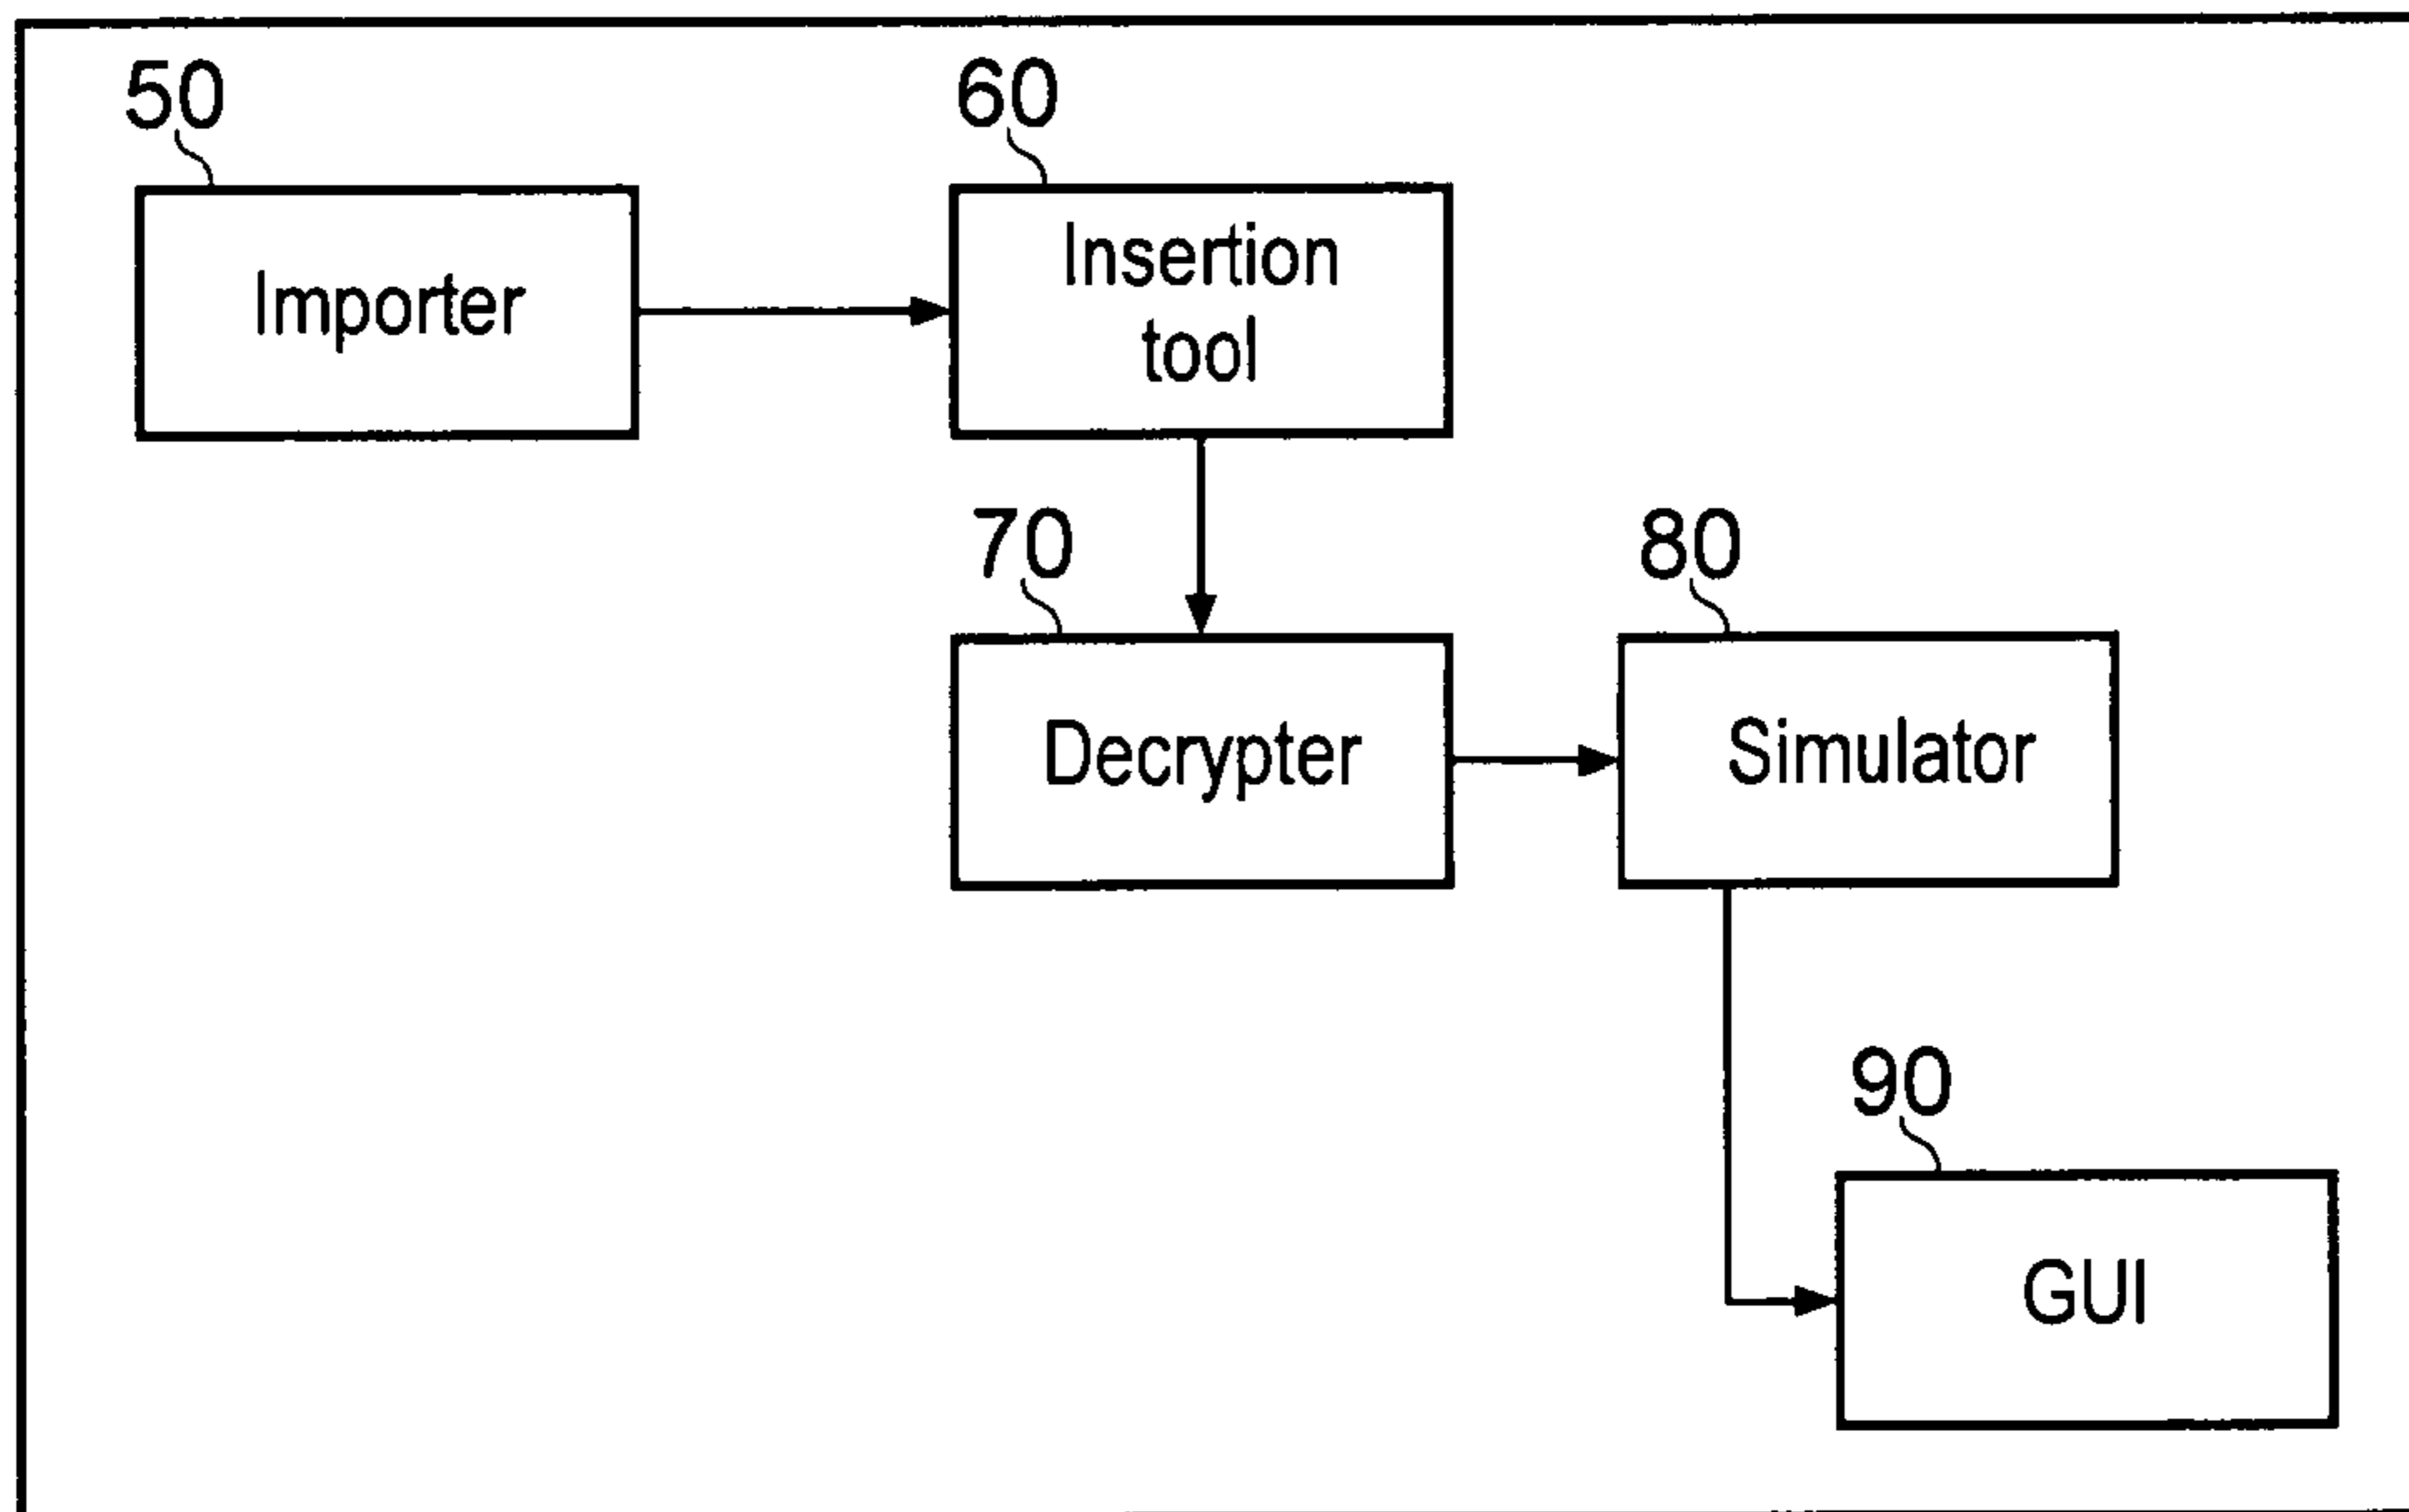 50
60
Importer
Insertion
tool
70
80
Decrypter
Simulator
90
GUI